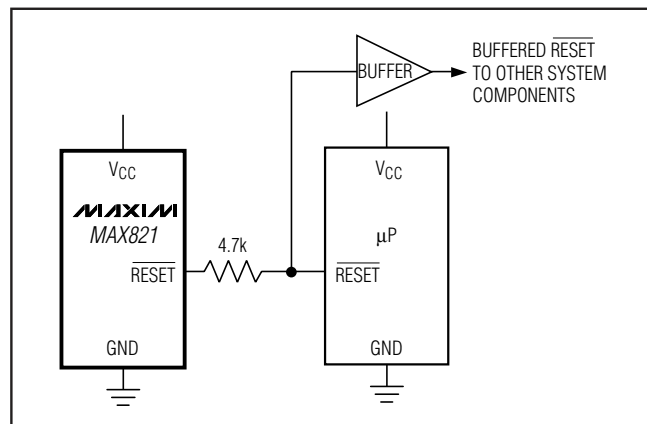 BUFFERED RESET
TO OTHER SYSTEM
COMPONENTS
BUFFER
VCC
VCC
MAXIM
MAX821
µP
4.7k
RESET
RESET
GND
GND